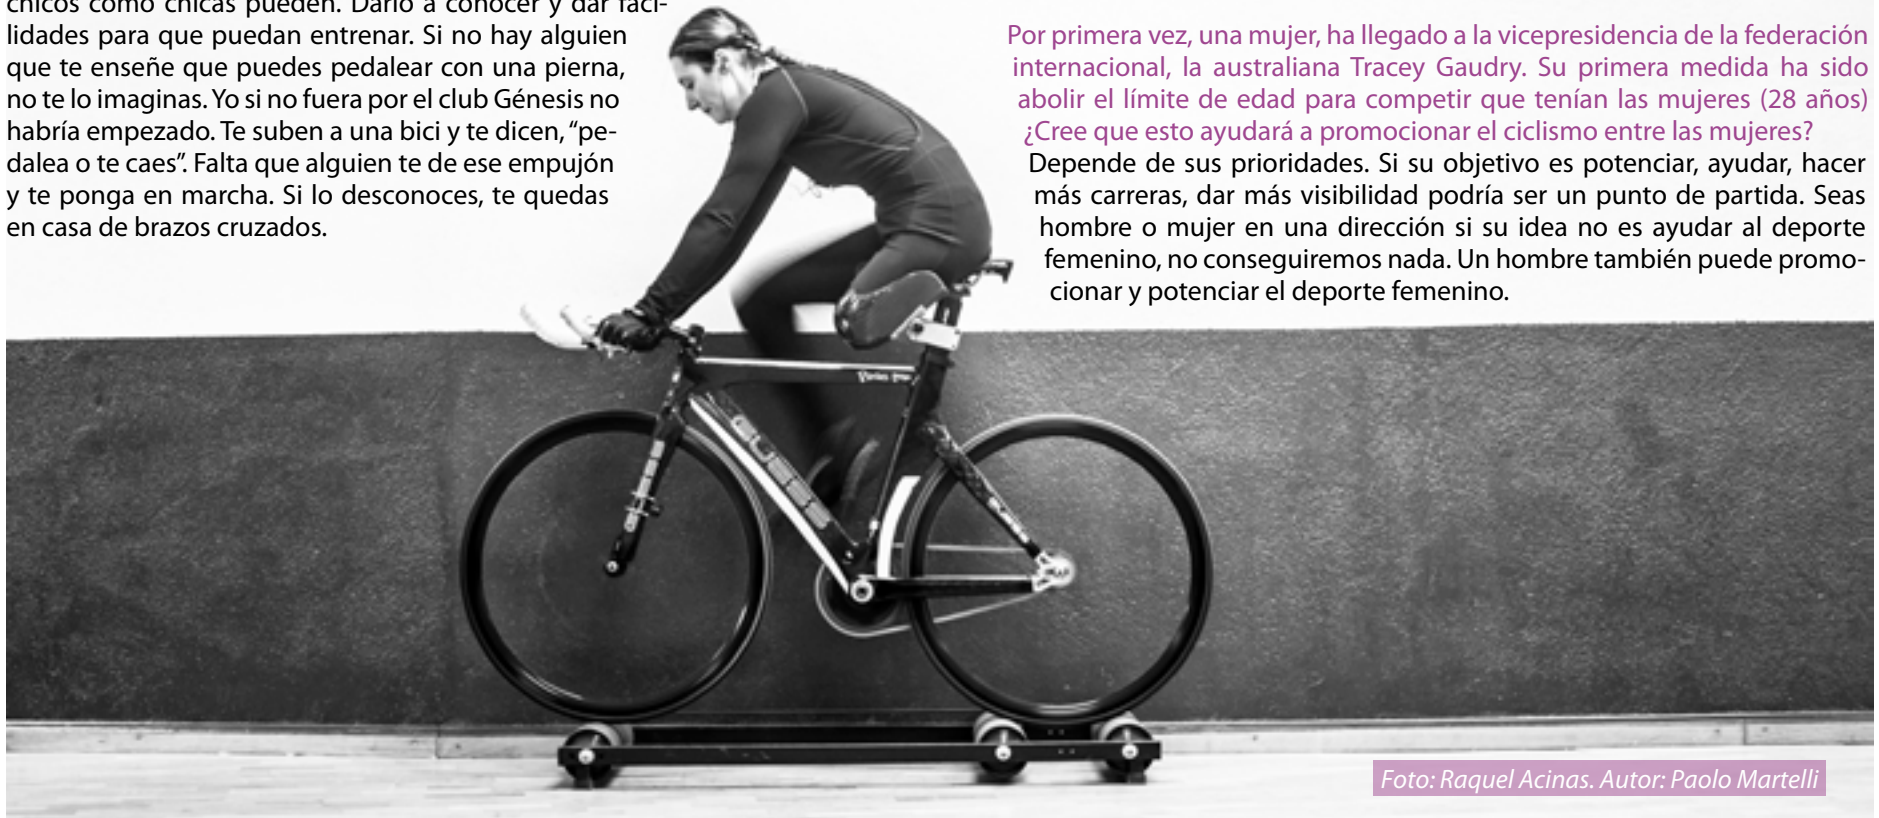 chicos como chicas pueden. Darlo a conocer y dar faci-
lidades para que puedan entrenar. Si no hay alguien
que te enseñe que puedes pedalear con una pierna,
no te lo imaginas. Yo si no fuera por el club Génesis no
habría empezado. Te suben a una bici y te dicen, “pe-
dalea o te caes”. Falta que alguien te de ese empujón
y te ponga en marcha. Si lo desconoces, te quedas
en casa de brazos cruzados.
Por primera vez, una mujer, ha llegado a la vicepresidencia de la federación
internacional, la australiana Tracey Gaudry. Su primera medida ha sido
abolir el límite de edad para competir que tenían las mujeres (28 años)
¿Cree que esto ayudará a promocionar el ciclismo entre las mujeres?
Depende de sus prioridades. Si su objetivo es potenciar, ayudar, hacer
más carreras, dar más visibilidad podría ser un punto de partida. Seas
hombre o mujer en una dirección si su idea no es ayudar al deporte
femenino, no conseguiremos nada. Un hombre también puede promo-
cionar y potenciar el deporte femenino.
Foto: Raquel Acinas. Autor: Paolo Martelli